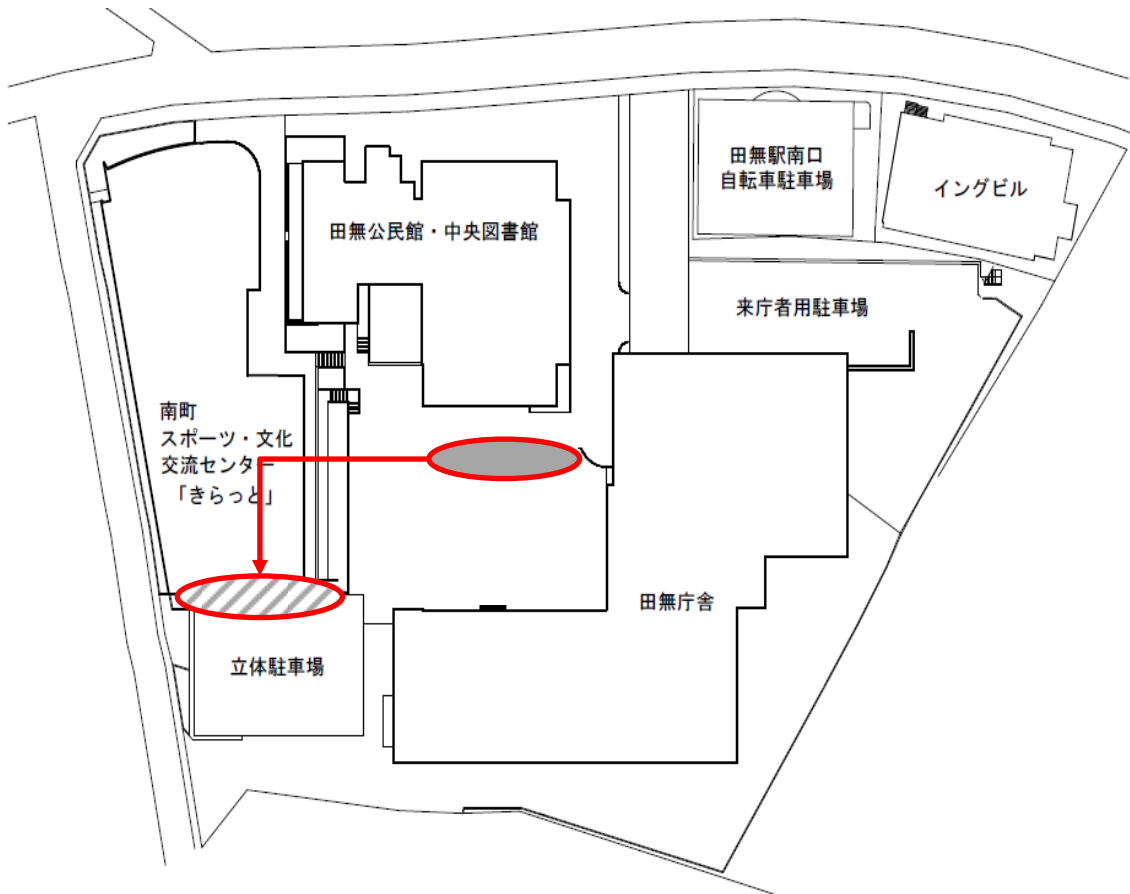 田無駅南口
自転車駐車場
イングビル
田無公民館・中央図書館
来庁者用駐車場
南町
スポーツ・文化
交流センター
「きらっと」
田無庁舎
立体駐車場